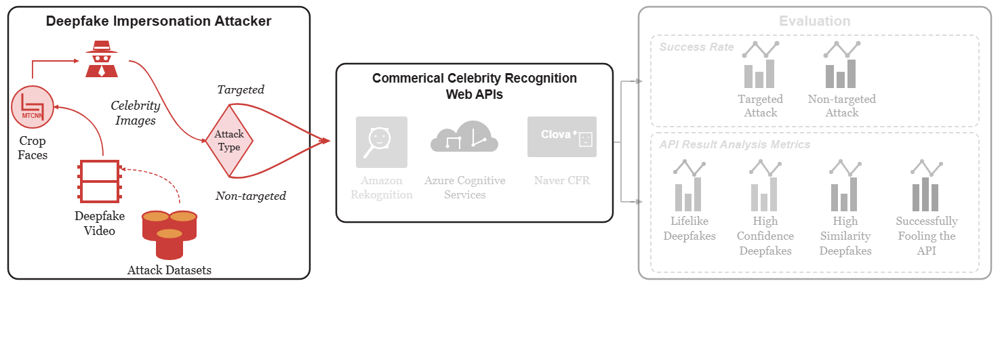 Deepfake Impersonation Attacker
Targeted
Celebrity
Images
MTCNN
Attack
Type
Crop
Faces
Non-targeted
Deepfake
Video
Attack Datasets
Commerical Celebrity Recognition
Web APIs
Clova
Amazon
Rekognition
Azure Cognitive
Services
Naver CFR
Evaluation
Success Rate
Targeted
Attack
Non-targeted
Attack
API Result Analysis Metrics
Lifelike
Deepfakes
High
Confidence
Deepfakes
High
Similarity
Deepfakes
Successfully
Fooling the
API